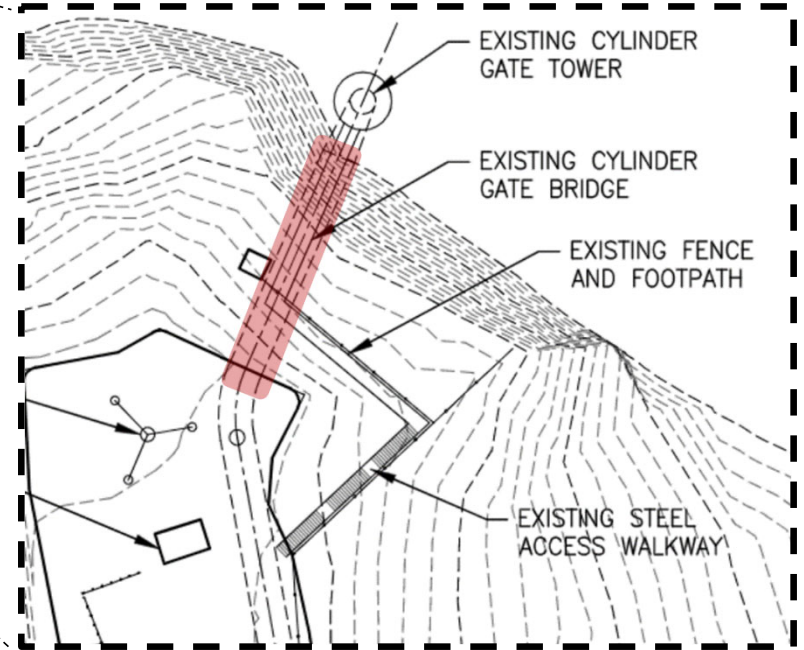 EXISTING CYLINDER
GATE TOWER
EXISTING CYLINDER
GATE BRIDGE
EXISTING FENCE
AND FOOTPATH
EXISTING STEEL
ACCESS WALKWAY